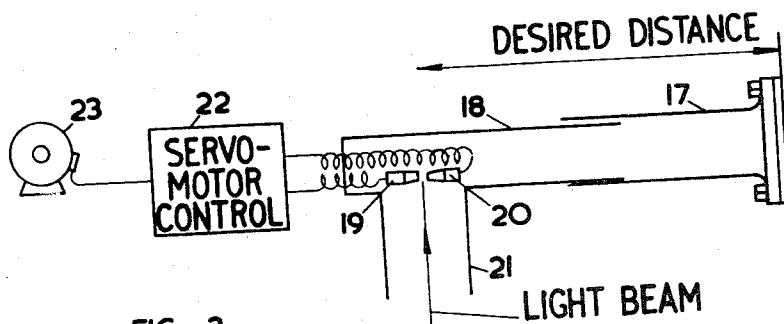 DESIRED DISTANCE
23
22
18
17
SERVO-
MOTOR
CONTROL
19
20
21
LIGHT BEAM